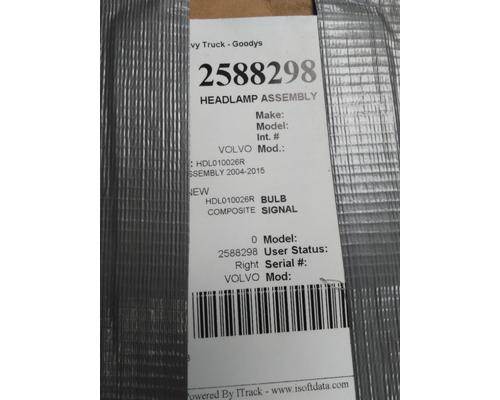 vy Truck - Goodys
2588298
HEADLAMP ASSEMBLY
Make:
Model:
Int. #
VOLVO Mod.:
: HDL010026R
SSEMBLY 2004-2015
NEW
HDL010026R BULB
COMPOSITE SIGNAL
0 Model:
2588298 User Status:
Right Serial #:
VOLVO Mod:
owered By ITrack - www.isoftdata.com